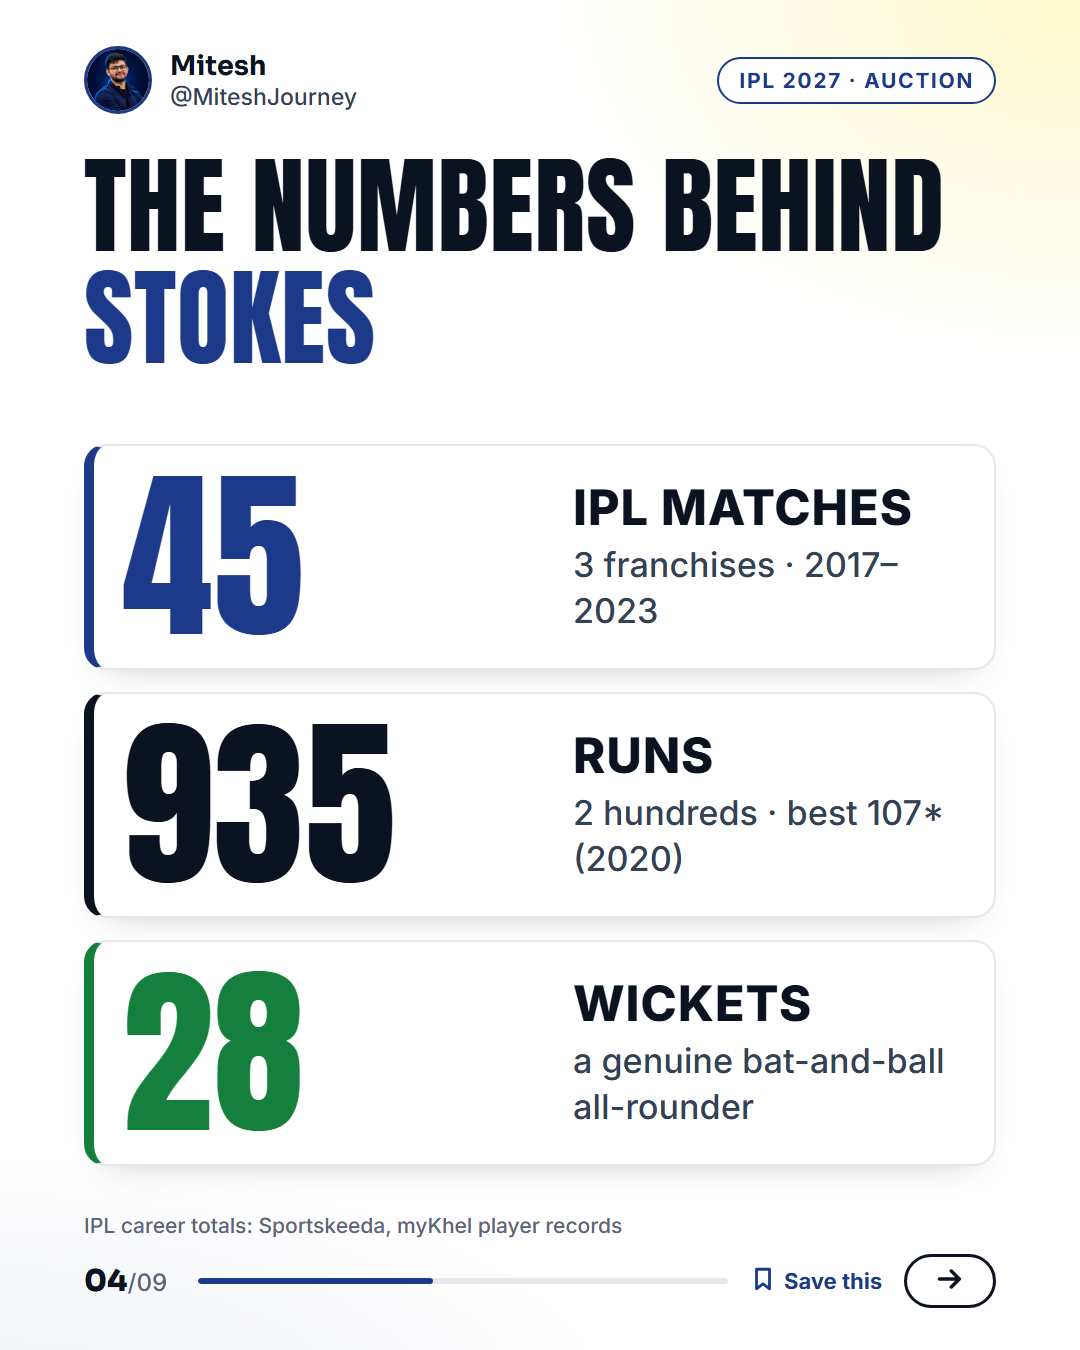 Mitesh
@MiteshJourney
IPL 2027 · AUCTION
THE NUMBERS BEHIND
STOKES
45
IPL MATCHES
3 franchises · 2017–
2023
935
RUNS
2 hundreds · best 107*
(2020)
28
WICKETS
a genuine bat-and-ball
all-rounder
IPL career totals: Sportskeeda, myKhel player records
04/09
Save this
→